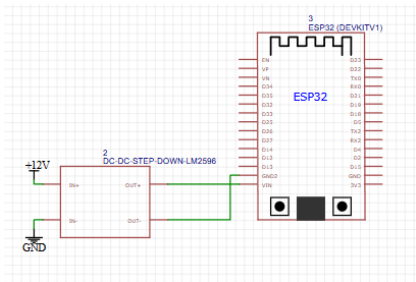 3
ESP32 (DEVKITV1)
EN
VP
VN
D34
D35
D32
D33
D25
D26
D27
D14
D12
D13
GND2
VIN
D23
D22
TX0
RX0
D21
D19
D18
D5
TX2
RX2
D4
D2
D15
GND
3V3
ESP32
2
DC-DC-STEP-DOWN-LM2596
+12V
IN+
OUT+
IN-
OUT-
GND